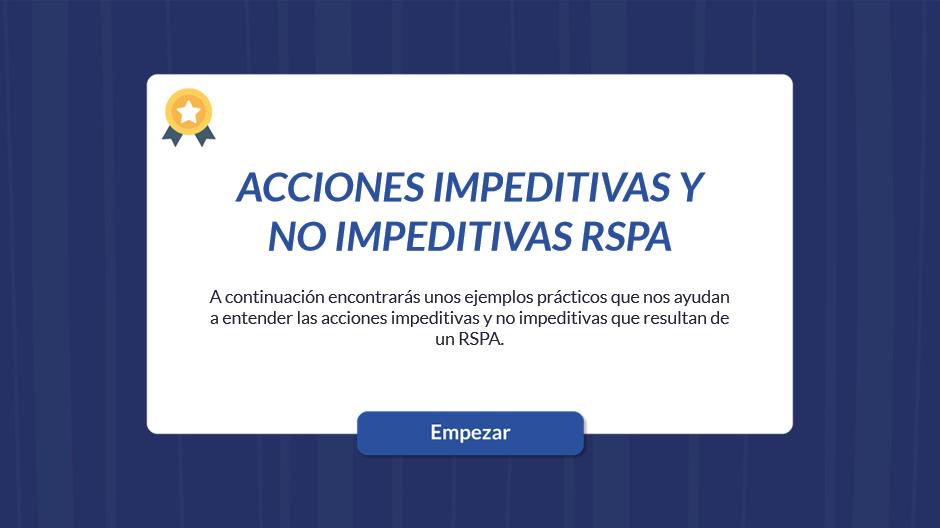 ACCIONES IMPEDITIVAS Y
NO IMPEDITIVAS RSPA
A continuación encontrarás unos ejemplos prácticos que nos ayudan
a entender las acciones impeditivas y no impeditivas que resultan de
un RSPA.
Empezar